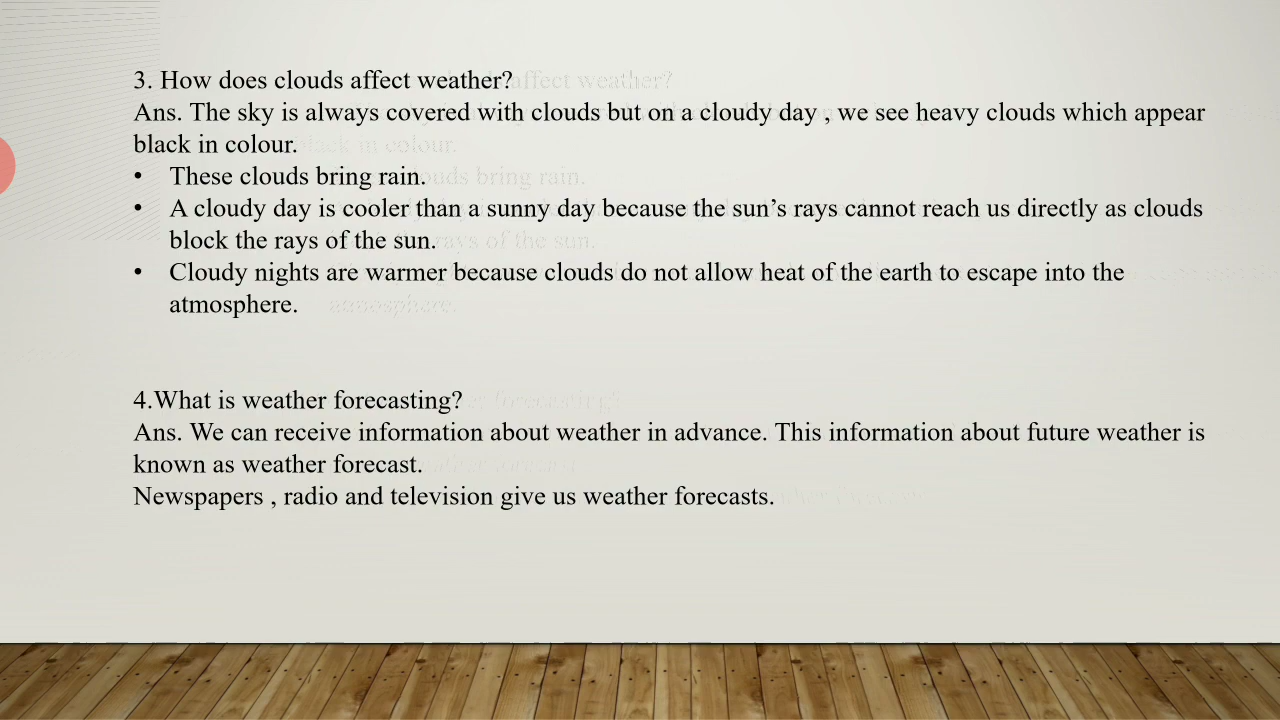 3. How does clouds affect weather?
Ans. The sky is always covered with clouds but on a cloudy day , we see heavy clouds which appear
black in colour.
• These clouds bring rain.
• A cloudy day is cooler than a sunny day because the sun’s rays cannot reach us directly as clouds
block the rays of the sun.
• Cloudy nights are warmer because clouds do not allow heat of the earth to escape into the
atmosphere.
4.What is weather forecasting?
Ans. We can receive information about weather in advance. This information about future weather is
known as weather forecast.
Newspapers , radio and television give us weather forecasts.